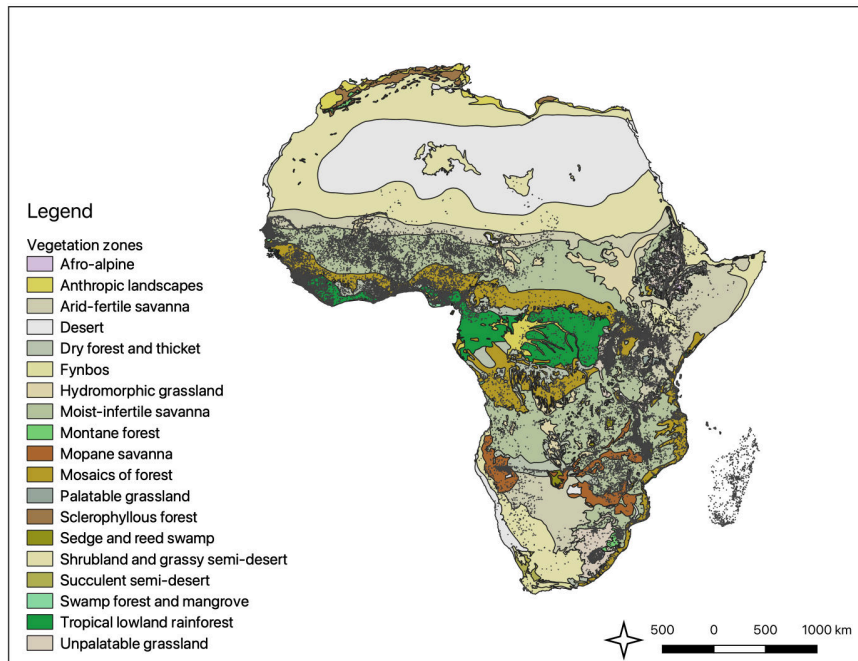 Legend
Vegetation zones
Afro-alpine
Anthropic landscapes
Arid-fertile savanna
Desert
Dry forest and thicket
Fynbos
Hydromorphic grassland
Moist-infertile savanna
Montane forest
Mopane savanna
Mosaics of forest
Palatable grassland
Sclerophyllous forest
Sedge and reed swamp
Shrubland and grassy semi-desert
Succulent semi-desert
Swamp forest and mangrove
Tropical lowland rainforest
Unpalatable grassland
500 0 500 1000 km